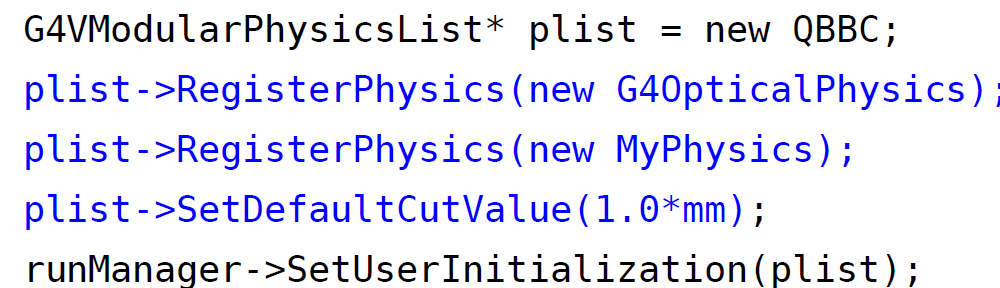 G4VModularPhysicsList* plist = new QBBC;
plist->RegisterPhysics(new G4OpticalPhysics);
plist->RegisterPhysics(new MyPhysics);
plist->SetDefaultCutValue(1.0*mm);
runManager->SetUserInitialization(plist);